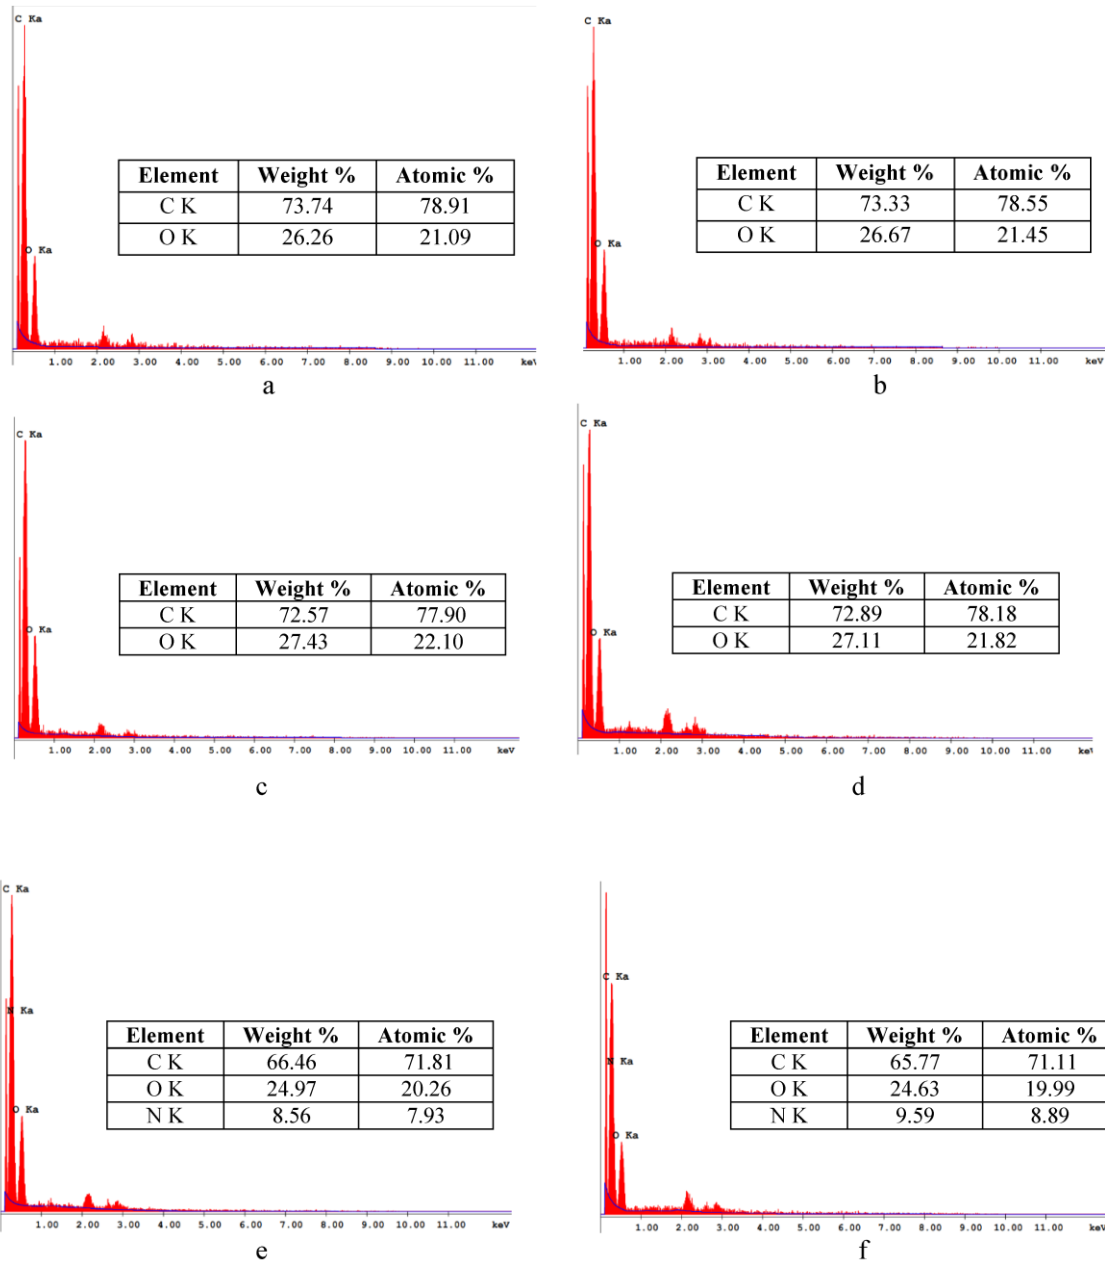 C Ka
O Ka
Element Weight % Atomic %
C K 73.74 78.91
O K 26.26 21.09
1.00 2.00 3.00 4.00 5.00 6.00 7.00 8.00 9.00 10.00 11.00 keV
a
C Ka
O Ka
Element Weight % Atomic %
C K 73.33 78.55
O K 26.67 21.45
1.00 2.00 3.00 4.00 5.00 6.00 7.00 8.00 9.00 10.00 11.00 keV
b
C Ka
O Ka
Element Weight % Atomic %
C K 72.57 77.90
O K 27.43 22.10
1.00 2.00 3.00 4.00 5.00 6.00 7.00 8.00 9.00 10.00 11.00 keV
c
C Ka
O Ka
Element Weight % Atomic %
C K 72.89 78.18
O K 27.11 21.82
1.00 2.00 3.00 4.00 5.00 6.00 7.00 8.00 9.00 10.00 11.00 keV
d
C Ka
N Ka
O Ka
Element Weight % Atomic %
C K 66.46 71.81
O K 24.97 20.26
N K 8.56 7.93
1.00 2.00 3.00 4.00 5.00 6.00 7.00 8.00 9.00 10.00 11.00 keV
e
C Ka
N Ka
O Ka
Element Weight % Atomic %
C K 65.77 71.11
O K 24.63 19.99
N K 9.59 8.89
1.00 2.00 3.00 4.00 5.00 6.00 7.00 8.00 9.00 10.00 11.00 keV
f